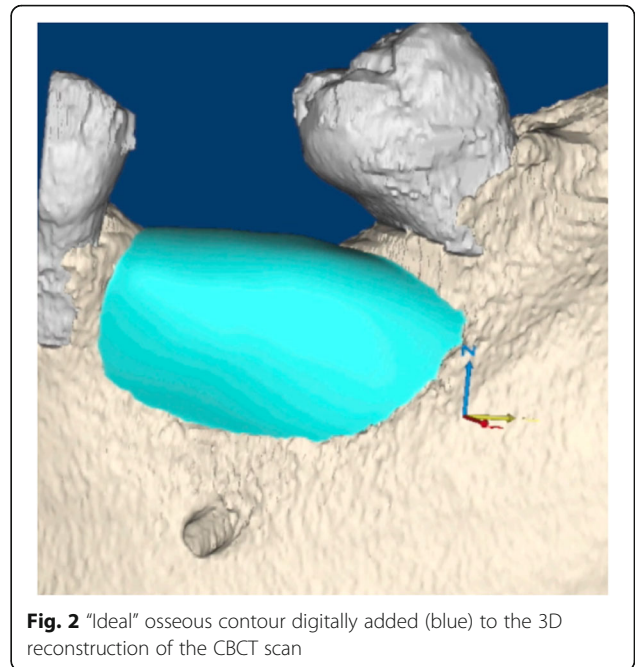 Z
Fig. 2 “Ideal” osseous contour digitally added (blue) to the 3D
reconstruction of the CBCT scan